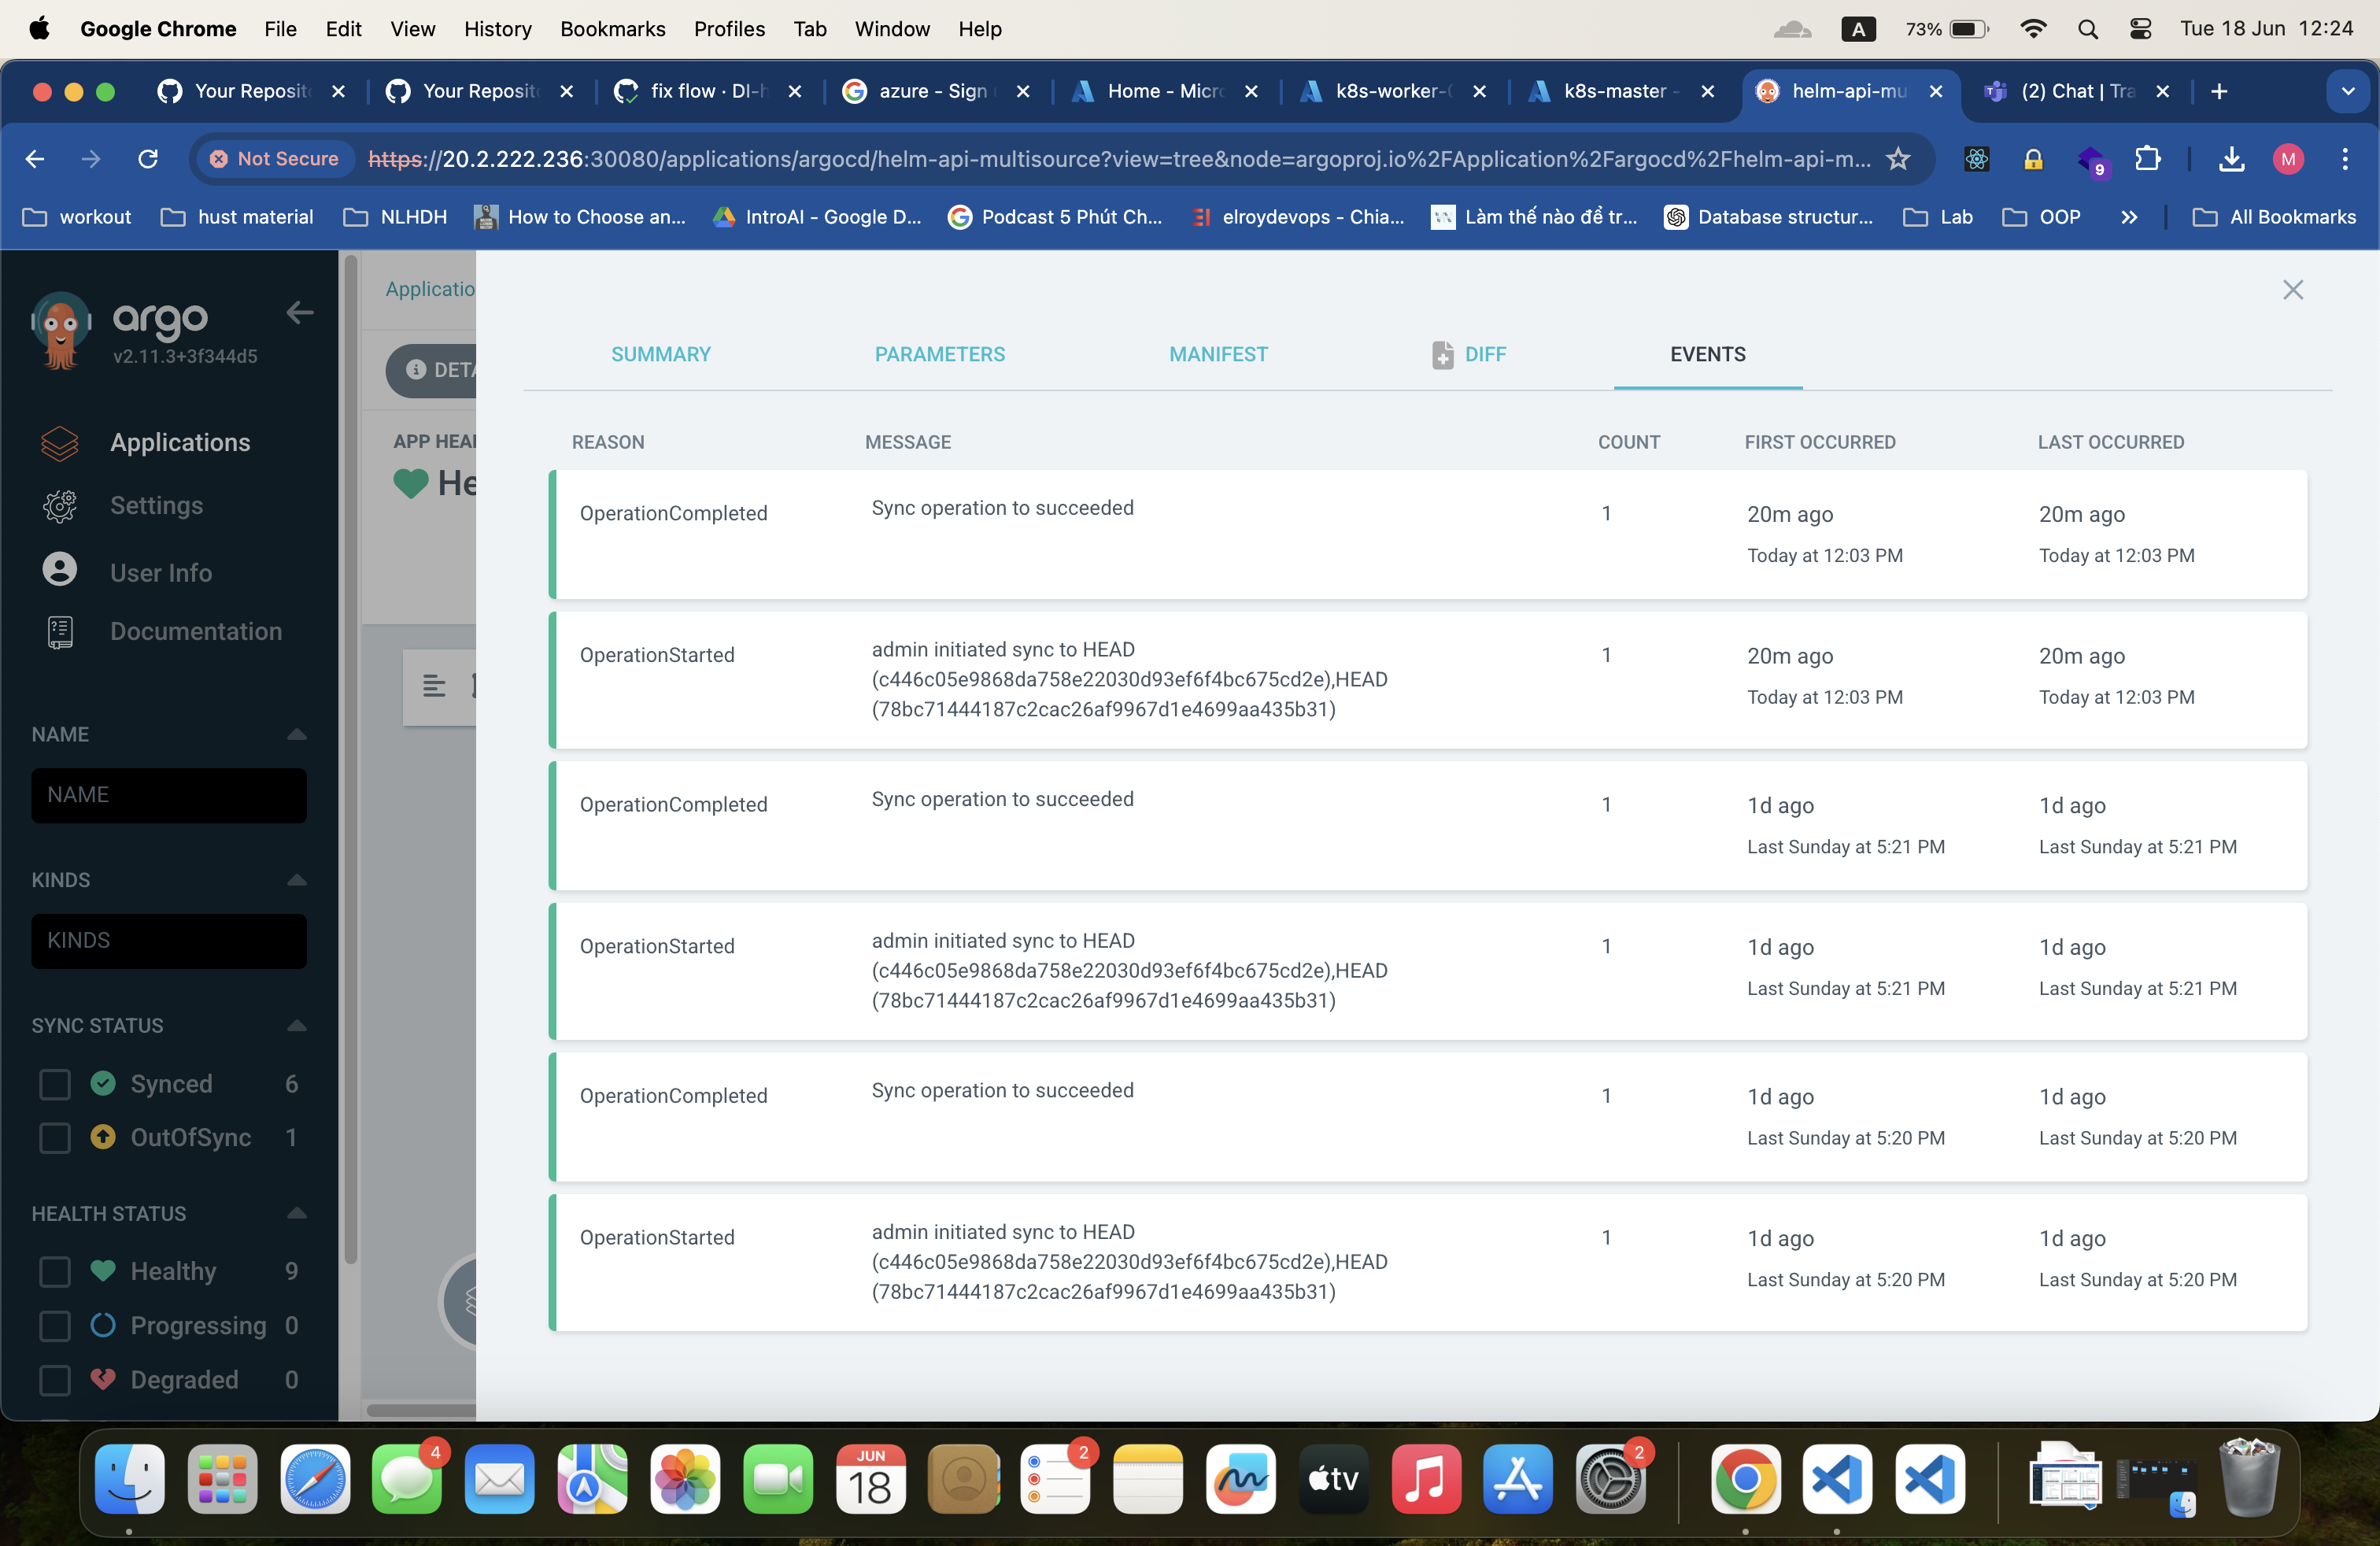 Google Chrome File Edit View History Bookmarks Profiles Tab Window Help A 73% Tue 18 Jun 12:24
Your Reposit Your Reposit fix flow · DI-h azure - Sign Home - Micro k8s-worker- k8s-master - helm-api-mu (2) Chat | Tra
Not Secure https://20.2.222.236:30080/applications/argocd/helm-api-multisource?view=tree&node=argoproj.io%2FApplication%2Fargocd%2Fhelm-api-m... 9 M
workout hust material NLHDH How to Choose an... IntroAI - Google D... Podcast 5 Phút Ch... elroydevops - Chia... Làm thế nào để tr... Database structur... Lab OOP » All Bookmarks
argo
v2.11.3+3f344d5
Applications
Settings
User Info
Documentation
NAME
NAME
KINDS
KINDS
SYNC STATUS
Synced 6
OutOfSync 1
HEALTH STATUS
Healthy 9
Progressing 0
Degraded 0
Applicatio
DETA
APP HEA
He
SUMMARY PARAMETERS MANIFEST DIFF EVENTS
REASON MESSAGE COUNT FIRST OCCURRED LAST OCCURRED
OperationCompleted Sync operation to succeeded 1 20m ago 20m ago
Today at 12:03 PM Today at 12:03 PM
OperationStarted admin initiated sync to HEAD 1 20m ago 20m ago
(c446c05e9868da758e22030d93ef6f4bc675cd2e),HEAD
(78bc71444187c2cac26af9967d1e4699aa435b31) Today at 12:03 PM Today at 12:03 PM
OperationCompleted Sync operation to succeeded 1 1d ago 1d ago
Last Sunday at 5:21 PM Last Sunday at 5:21 PM
OperationStarted admin initiated sync to HEAD 1 1d ago 1d ago
(c446c05e9868da758e22030d93ef6f4bc675cd2e),HEAD
(78bc71444187c2cac26af9967d1e4699aa435b31) Last Sunday at 5:21 PM Last Sunday at 5:21 PM
OperationCompleted Sync operation to succeeded 1 1d ago 1d ago
Last Sunday at 5:20 PM Last Sunday at 5:20 PM
OperationStarted admin initiated sync to HEAD 1 1d ago 1d ago
(c446c05e9868da758e22030d93ef6f4bc675cd2e),HEAD
(78bc71444187c2cac26af9967d1e4699aa435b31) Last Sunday at 5:20 PM Last Sunday at 5:20 PM
4 JUN 18 2 tv 2